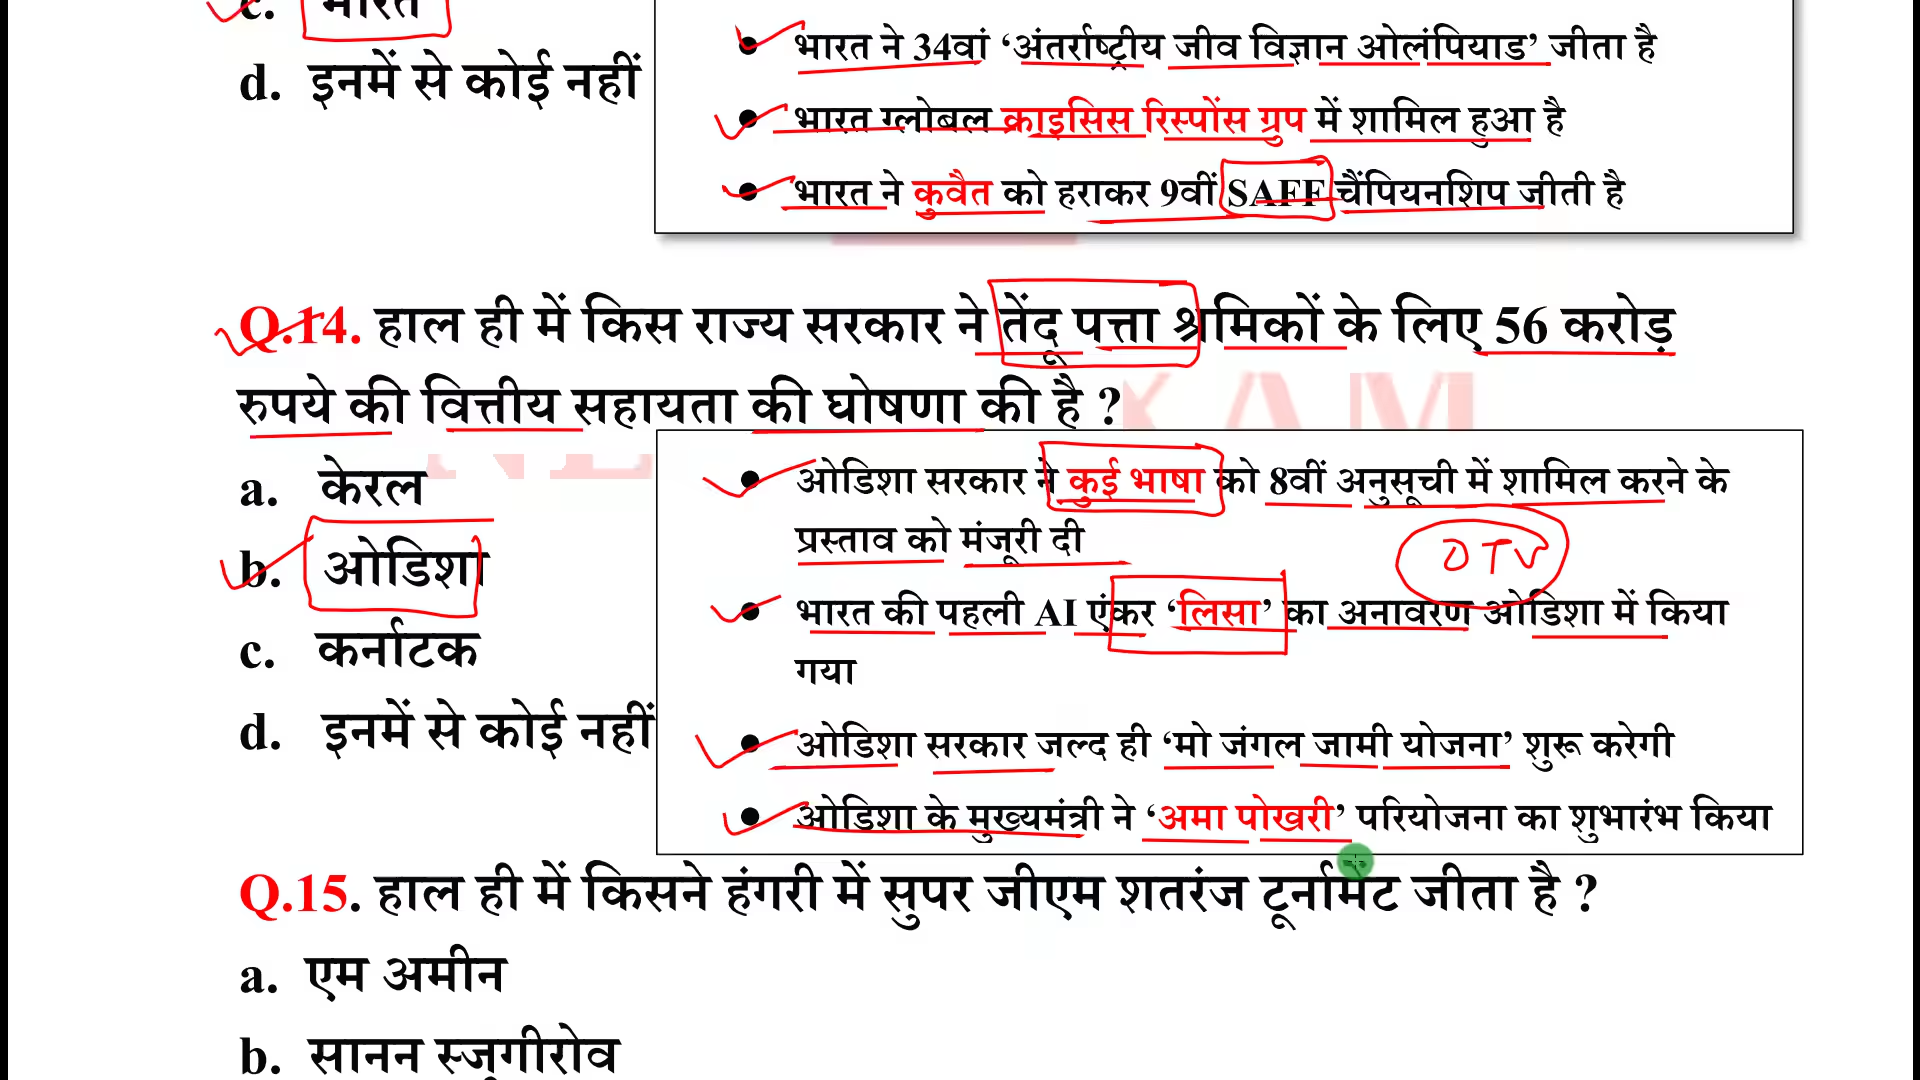 c. भारत
d. इनमें से कोई नहीं
● भारत ने 34वां ‘अंतर्राष्ट्रीय जीव विज्ञान ओलंपियाड’ जीता है
● भारत ग्लोबल क्राइसिस रिस्पोंस ग्रुप में शामिल हुआ है
● भारत ने कुवैत को हराकर 9वीं SAFF चैंपियनशिप जीती है
Q.14. हाल ही में किस राज्य सरकार ने तेंदू पत्ता श्रमिकों के लिए 56 करोड़
रुपये की वित्तीय सहायता की घोषणा की है ?
a. केरल
b. ओडिशा
c. कर्नाटक
d. इनमें से कोई नहीं
● ओडिशा सरकार ने कुई भाषा को 8वीं अनुसूची में शामिल करने के
प्रस्ताव को मंजूरी दी
OTV
● भारत की पहली AI एंकर ‘लिसा’ का अनावरण ओडिशा में किया
गया
● ओडिशा सरकार जल्द ही ‘मो जंगल जामी योजना’ शुरू करेगी
● ओडिशा के मुख्यमंत्री ने ‘अमा पोखरी’ परियोजना का शुभारंभ किया
Q.15. हाल ही में किसने हंगरी में सुपर जीएम शतरंज टूर्नामेंट जीता है ?
a. एम अमीन
b. सानन स्जूगीरोव